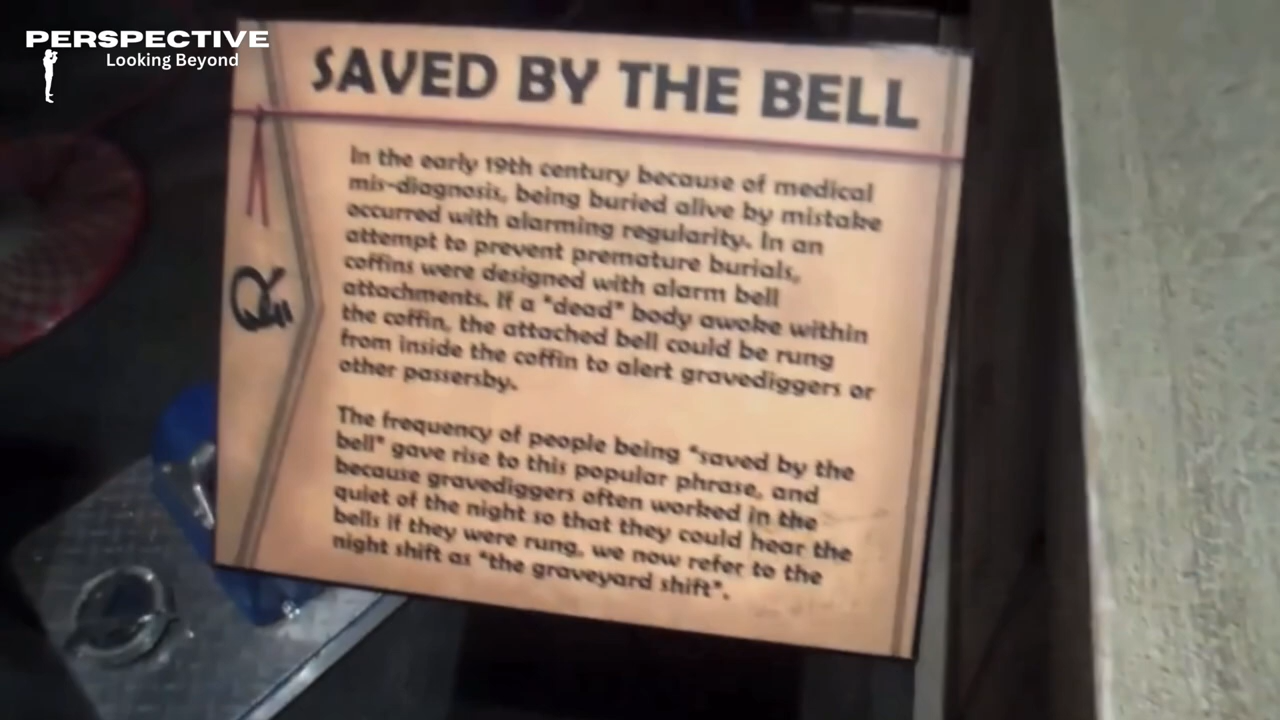 PERSPECTIVE
Looking Beyond
SAVED BY THE BELL
In the early 19th century because of medical
mis-diagnosis, being buried alive by mistake
occurred with alarming regularity. In an
attempt to prevent premature burials,
coffins were designed with alarm bell
attachments. If a "dead" body awoke within
the coffin, the attached bell could be rung
from inside the coffin to alert gravediggers or
other passersby.
The frequency of people being "saved by the
bell" gave rise to this popular phrase, and
because gravediggers often worked in the
quiet of the night so that they could hear the
bells if they were rung, we now refer to the
night shift as "the graveyard shift".